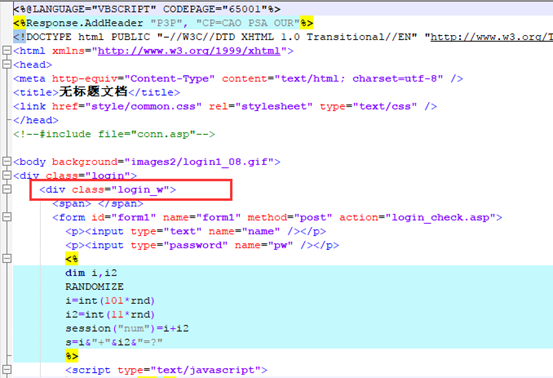 <%@LANGUAGE="VBSCRIPT" CODEPAGE="65001"%>
<%Response.AddHeader "P3P", "CP=CAO PSA OUR"%>
<!DOCTYPE html PUBLIC "-//W3C//DTD XHTML 1.0 Transitional//EN" "http://www.w3.org/T
<html xmlns="http://www.w3.org/1999/xhtml">
<head>
<meta http-equiv="Content-Type" content="text/html; charset=utf-8" />
<title>无标题文档</title>
<link href="style/common.css" rel="stylesheet" type="text/css" />
</head>
<!--#include file="conn.asp"-->
<body background="images2/login1_08.gif">
<div class="login">
<div class="login_w">
<span> </span>
<form id="form1" name="form1" method="post" action="login_check.asp">
<p><input type="text" name="name" /></p>
<p><input type="password" name="pw" /></p>
<%
dim i,i2
RANDOMIZE
i=int(101*rnd)
i2=int(11*rnd)
session("num")=i+i2
s=i&"+"&i2&"=?"
%>
<script type="text/javascript">